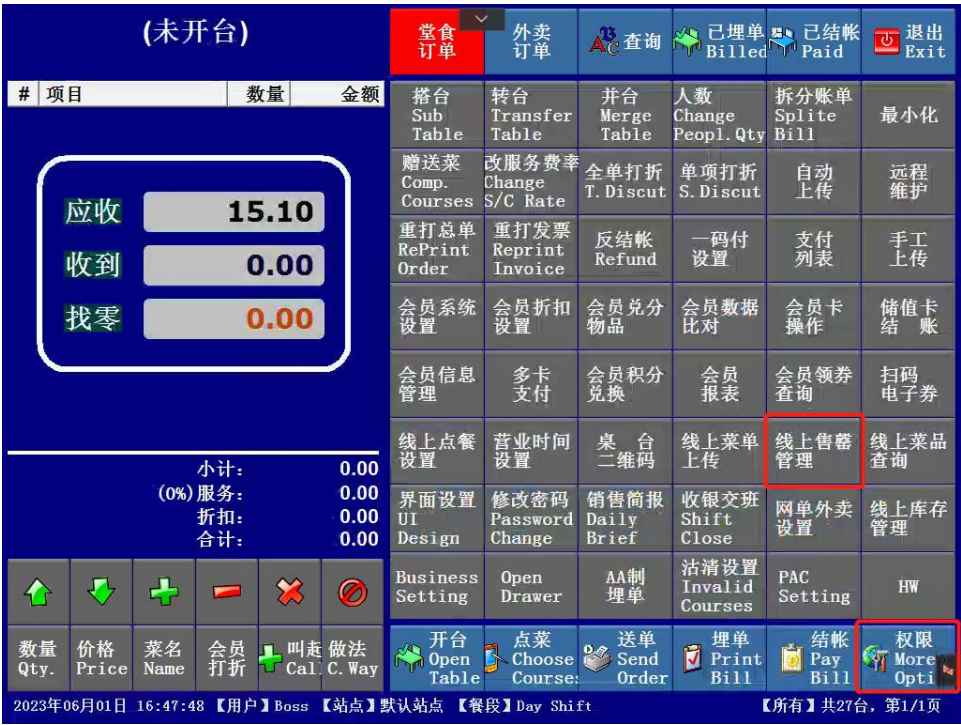 (未开台)
堂食
订单
外卖
订单
查询
已埋单
Billed
已结帐
Paid
退出
Exit
# 项目 数量 金额
应收 15.10
收到 0.00
找零 0.00
小计: 0.00
(0%)服务: 0.00
折扣: 0.00
合计: 0.00
搭台
Sub
Table
转台
Transfer
Table
并台
Merge
Table
人数
Change
Peopl.Qty
拆分账单
Splite
Bill
最小化
赠送菜
Comp.
Courses
改服务费率
Change
S/C Rate
全单打折
T.Discut
单项打折
S.Discut
自动
上传
远程
维护
重打总单
RePrint
Order
重打发票
Reprint
Invoice
反结帐
Refund
一码付
设置
支付
列表
手工
上传
会员系统
设置
会员折扣
设置
会员兑分
物品
会员数据
比对
会员卡
操作
储值卡
结 账
会员信息
管理
多卡
支付
会员积分
兑换
会员
报表
会员领券
查询
扫码
电子券
线上点餐
设置
营业时间
设置
桌 台
二维码
线上菜单
上传
线上售罄
管理
线上菜品
查询
界面设置
UI
Design
修改密码
Password
Change
销售简报
Daily
Brief
收银交班
Shift
Close
网单外卖
设置
线上库存
管理
Business
Setting
Open
Drawer
AA制
埋单
沽清设置
Invalid
Courses
PAC
Setting
HW
数量
Qty.
价格
Price
菜名
Name
会员
打折
叫起
Call
做法
C.Way
开台
Open
Table
点菜
Choose
Courses
送单
Send
Order
埋单
Print
Bill
结帐
Pay
Bill
权限
More
Opti
2023年06月01日 16:47:48 【用户】Boss 【站点】默认站点 【餐段】Day Shift 【所有】共27台，第1/1页